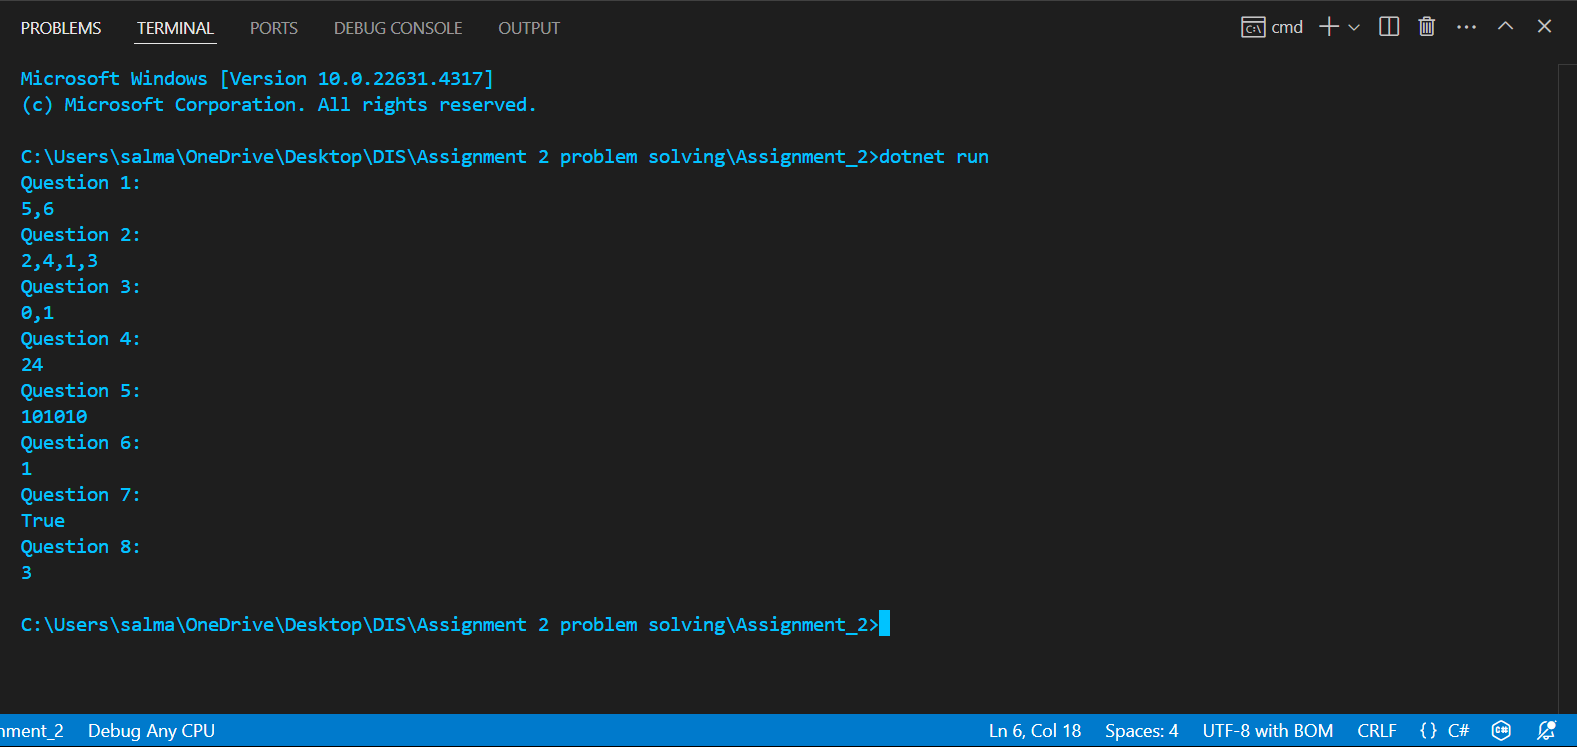 PROBLEMS TERMINAL PORTS DEBUG CONSOLE OUTPUT cmd
Microsoft Windows [Version 10.0.22631.4317]
(c) Microsoft Corporation. All rights reserved.
C:\Users\salma\OneDrive\Desktop\DIS\Assignment 2 problem solving\Assignment_2>dotnet run
Question 1:
5,6
Question 2:
2,4,1,3
Question 3:
0,1
Question 4:
24
Question 5:
101010
Question 6:
1
Question 7:
True
Question 8:
3
C:\Users\salma\OneDrive\Desktop\DIS\Assignment 2 problem solving\Assignment_2>
nment_2 Debug Any CPU Ln 6, Col 18 Spaces: 4 UTF-8 with BOM CRLF {} C#